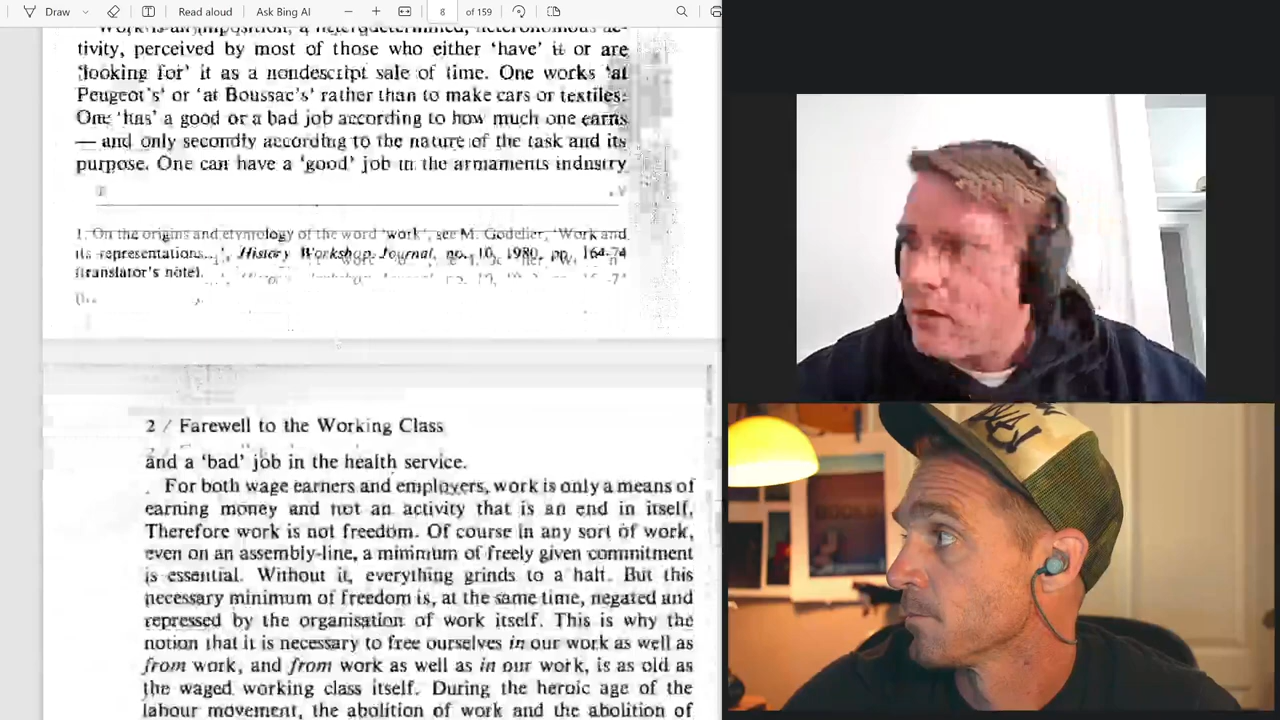 Draw
Read aloud
Ask Bing AI
8
of 159
Work is an imposition, a heterodetermined, heteronomous ac-
tivity, perceived by most of those who either 'have' it or are
'looking for' it as a nondescript sale of time. One works 'at
Peugeot's' or 'at Boussac's' rather than to make cars or textiles.
One 'has' a good or a bad job according to how much one earns
— and only secondly according to the nature of the task and its
purpose. One can have a 'good' job in the armaments industry
1. On the origins and etymology of the word 'work', see M. Godelier, 'Work and
its representations...', History Workshop Journal, no. 10, 1980, pp. 164-74
(translator's note).
2 / Farewell to the Working Class
and a 'bad' job in the health service.
For both wage earners and employers, work is only a means of
earning money and not an activity that is an end in itself.
Therefore work is not freedom. Of course in any sort of work,
even on an assembly-line, a minimum of freely given commitment
is essential. Without it, everything grinds to a halt. But this
necessary minimum of freedom is, at the same time, negated and
repressed by the organisation of work itself. This is why the
notion that it is necessary to free ourselves in our work as well as
from work, and from work as well as in our work, is as old as
the waged working class itself. During the heroic age of the
labour movement, the abolition of work and the abolition of